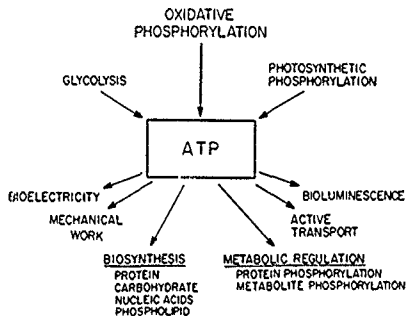 OXIDATIVE
PHOSPHORYLATION
GLYCOLYSIS
PHOTOSYNTHETIC
PHOSPHORYLATION
ATP
BIOELECTRICITY
BIOLUMINESCENCE
MECHANICAL
WORK
ACTIVE
TRANSPORT
BIOSYNTHESIS
PROTEIN
CARBOHYDRATE
NUCLEIC ACIDS
PHOSPHOLIPID
METABOLIC REGULATION
PROTEIN PHOSPHORYLATION
METABOLITE PHOSPHORYLATION